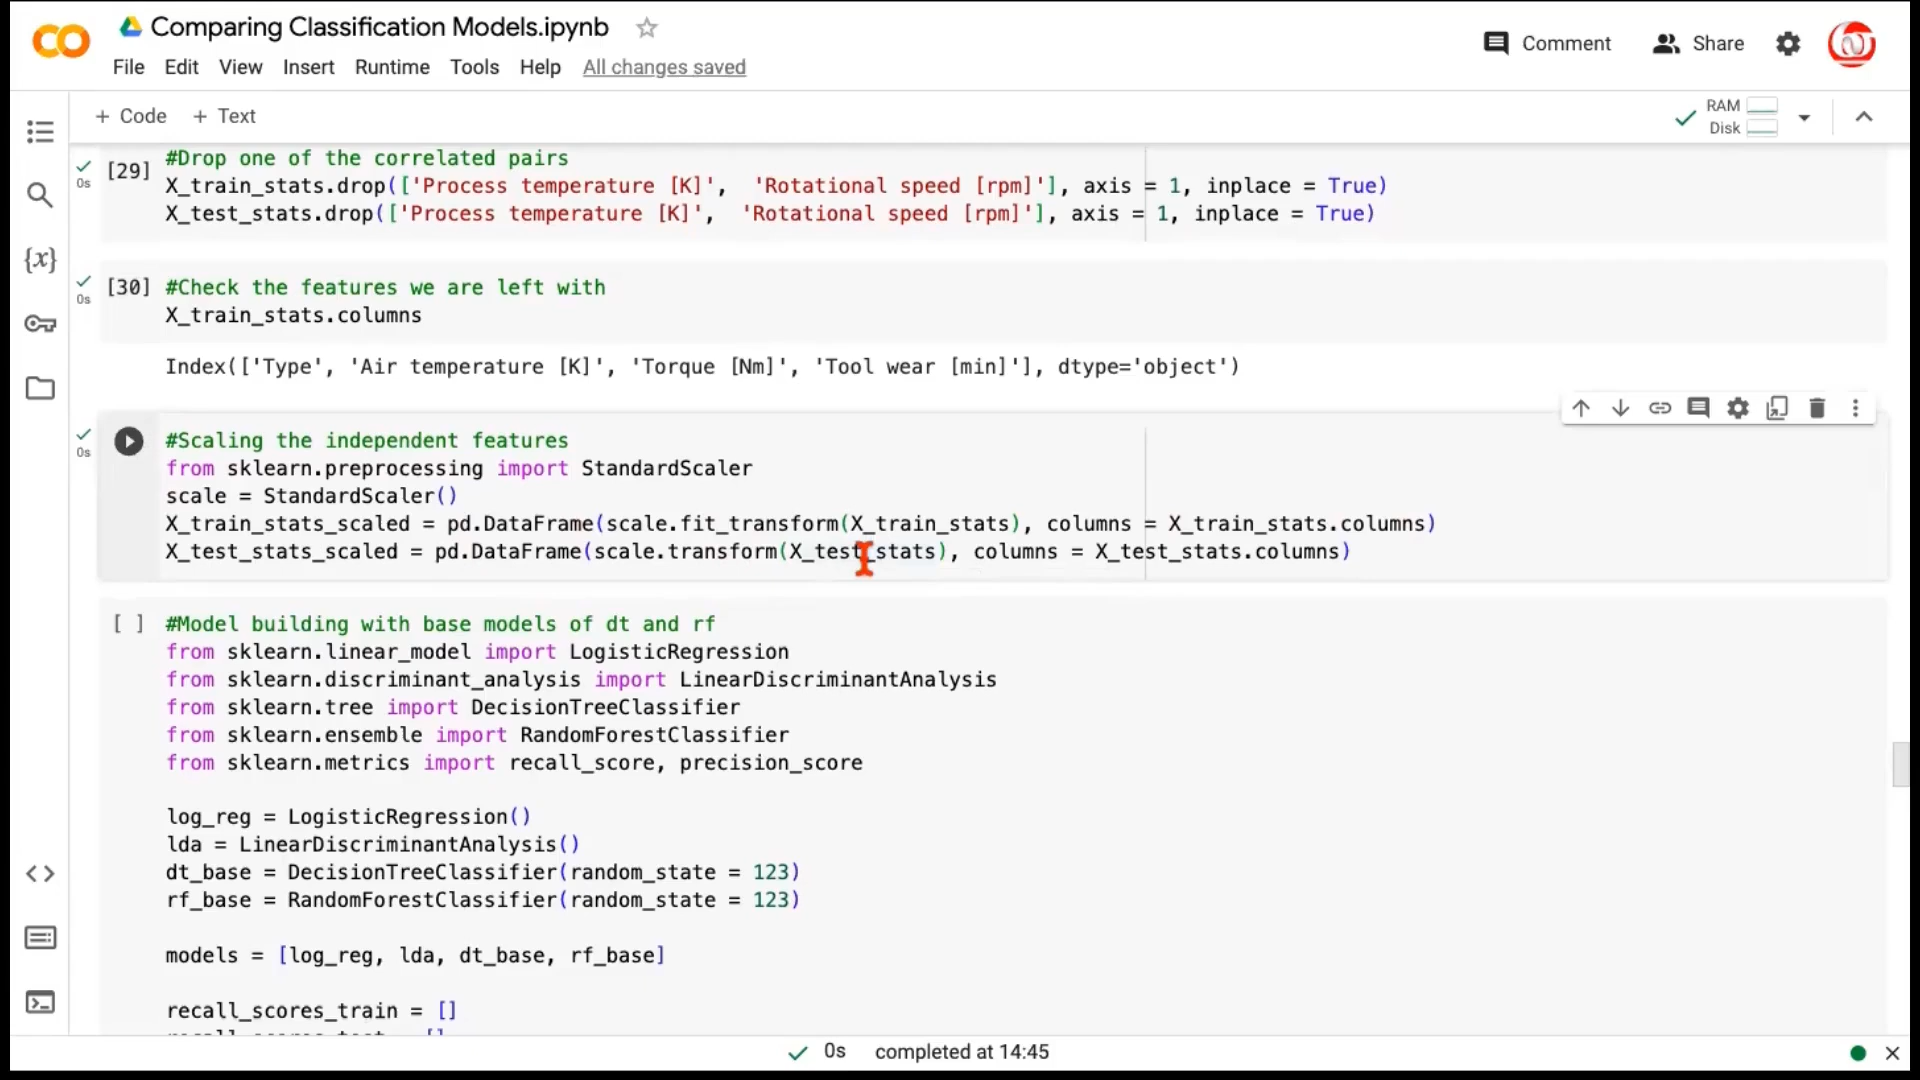 Comparing Classification Models.ipynb
File Edit View Insert Runtime Tools Help All changes saved
Comment Share
+ Code + Text
RAM
Disk
0s
[29] #Drop one of the correlated pairs
X_train_stats.drop(['Process temperature [K]', 'Rotational speed [rpm]'], axis = 1, inplace = True)
X_test_stats.drop(['Process temperature [K]', 'Rotational speed [rpm]'], axis = 1, inplace = True)
0s
[30] #Check the features we are left with
X_train_stats.columns
Index(['Type', 'Air temperature [K]', 'Torque [Nm]', 'Tool wear [min]'], dtype='object')
0s
#Scaling the independent features
from sklearn.preprocessing import StandardScaler
scale = StandardScaler()
X_train_stats_scaled = pd.DataFrame(scale.fit_transform(X_train_stats), columns = X_train_stats.columns)
X_test_stats_scaled = pd.DataFrame(scale.transform(X_test_stats), columns = X_test_stats.columns)
[ ] #Model building with base models of dt and rf
from sklearn.linear_model import LogisticRegression
from sklearn.discriminant_analysis import LinearDiscriminantAnalysis
from sklearn.tree import DecisionTreeClassifier
from sklearn.ensemble import RandomForestClassifier
from sklearn.metrics import recall_score, precision_score
log_reg = LogisticRegression()
lda = LinearDiscriminantAnalysis()
dt_base = DecisionTreeClassifier(random_state = 123)
rf_base = RandomForestClassifier(random_state = 123)
models = [log_reg, lda, dt_base, rf_base]
recall_scores_train = []
0s completed at 14:45